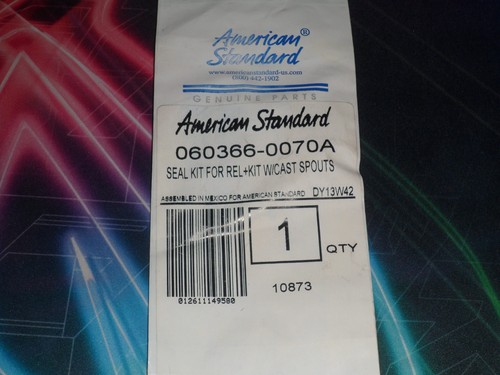 American®
Standard
www.americanstandard-us.com
(800) 442-1902
GENUINE PARTS
American Standard
060366-0070A
SEAL KIT FOR REL+KIT W/CAST SPOUTS
ASSEMBLED IN MEXICO FOR AMERICAN STANDARD DY13W42
1
QTY
10873
012611149580